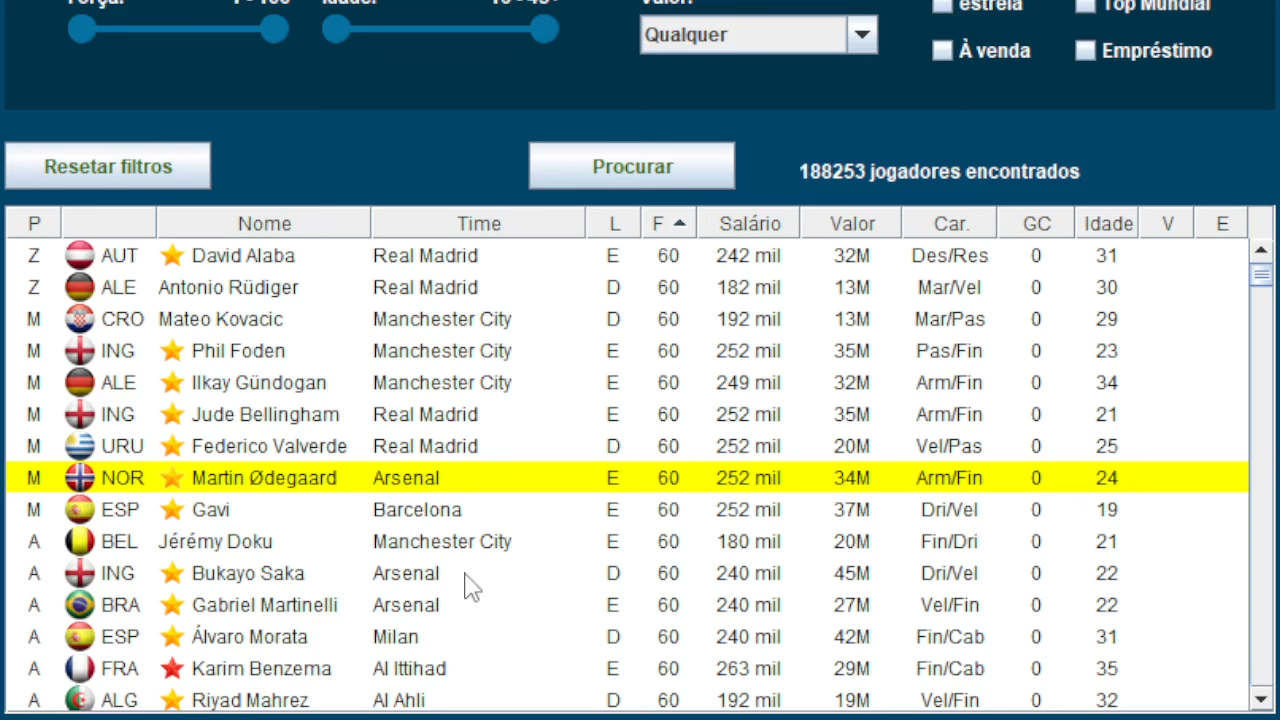 Força: 1 - 100 Idade: Valor:
Qualquer
estrela Top Mundial
À venda Empréstimo
Resetar filtros Procurar 188253 jogadores encontrados
P Nome Time L F Salário Valor Car. GC Idade V E
Z AUT David Alaba Real Madrid E 60 242 mil 32M Des/Res 0 31
Z ALE Antonio Rüdiger Real Madrid D 60 182 mil 13M Mar/Vel 0 30
M CRO Mateo Kovacic Manchester City D 60 192 mil 13M Mar/Pas 0 29
M ING Phil Foden Manchester City E 60 252 mil 35M Pas/Fin 0 23
M ALE Ilkay Gündogan Manchester City E 60 249 mil 32M Arm/Fin 0 34
M ING Jude Bellingham Real Madrid E 60 252 mil 35M Arm/Fin 0 21
M URU Federico Valverde Real Madrid D 60 252 mil 20M Vel/Pas 0 25
M NOR Martin Ødegaard Arsenal E 60 252 mil 34M Arm/Fin 0 24
M ESP Gavi Barcelona E 60 252 mil 37M Dri/Vel 0 19
A BEL Jérémy Doku Manchester City E 60 180 mil 20M Fin/Dri 0 21
A ING Bukayo Saka Arsenal D 60 240 mil 45M Dri/Vel 0 22
A BRA Gabriel Martinelli Arsenal E 60 240 mil 27M Vel/Fin 0 22
A ESP Álvaro Morata Milan D 60 240 mil 42M Fin/Cab 0 31
A FRA Karim Benzema Al Ittihad E 60 263 mil 29M Fin/Cab 0 35
A ALG Riyad Mahrez Al Ahli D 60 192 mil 19M Vel/Fin 0 32